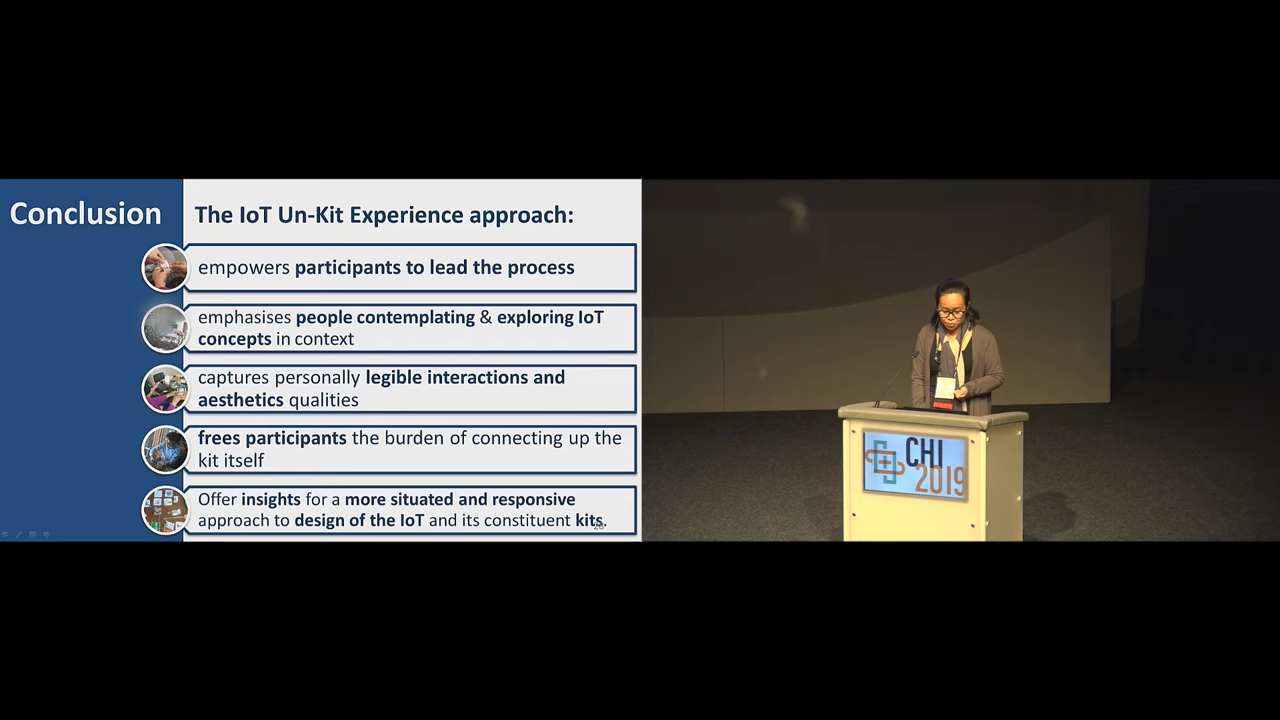 Conclusion
The IoT Un-Kit Experience approach:
empowers participants to lead the process
emphasises people contemplating & exploring IoT
concepts in context
captures personally legible interactions and
aesthetics qualities
frees participants the burden of connecting up the
kit itself
Offer insights for a more situated and responsive
approach to design of the IoT and its constituent kits.
CHI
2019